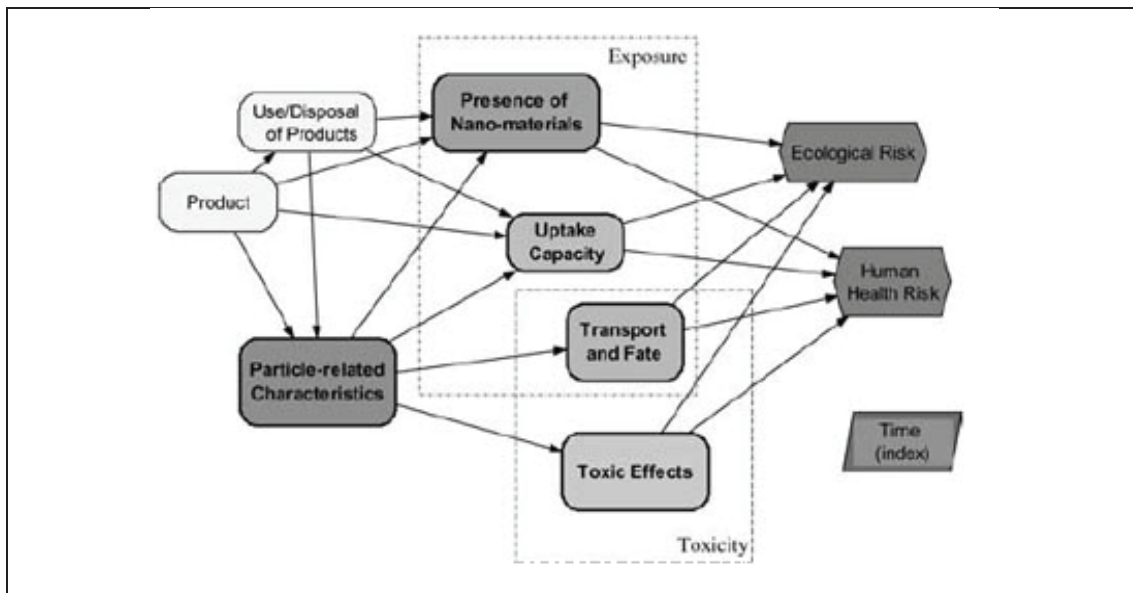 Exposure
Presence of
Nano-materials
Use/Disposal
of Products
Ecological Risk
Product
Uptake
Capacity
Human
Health Risk
Transport
and Fate
Particle-related
Characteristics
Time
(index)
Toxic Effects
Toxicity